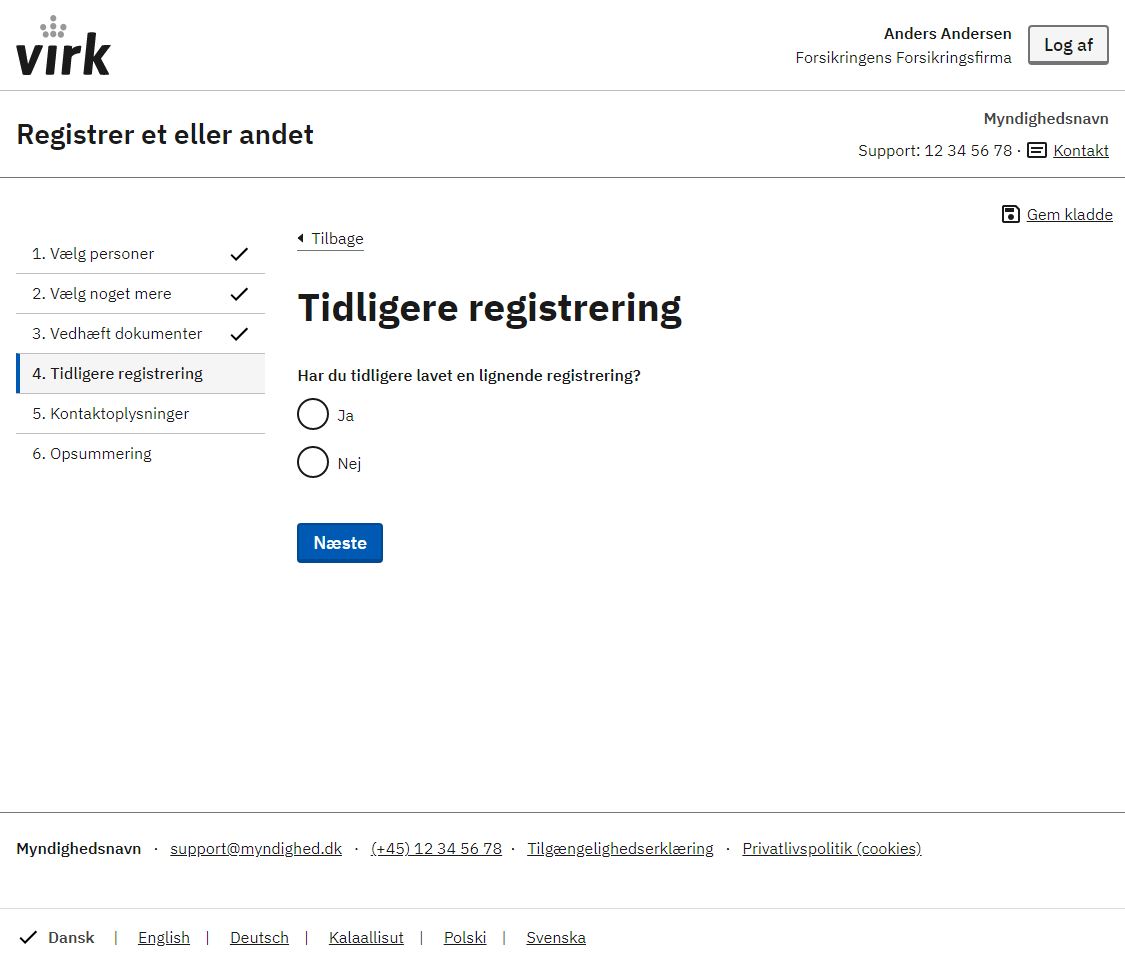 virk
Anders Andersen
Forsikringens Forsikringsfirma
Log af
Registrer et eller andet
Myndighedsnavn
Support: 12 34 56 78 · Kontakt
Gem kladde
1. Vælg personer
2. Vælg noget mere
3. Vedhæft dokumenter
4. Tidligere registrering
5. Kontaktoplysninger
6. Opsummering
Tilbage
Tidligere registrering
Har du tidligere lavet en lignende registrering?
Ja
Nej
Næste
Myndighedsnavn · support@myndighed.dk · (+45) 12 34 56 78 · Tilgængelighedserklæring · Privatlivspolitik (cookies)
Dansk | English | Deutsch | Kalaallisut | Polski | Svenska